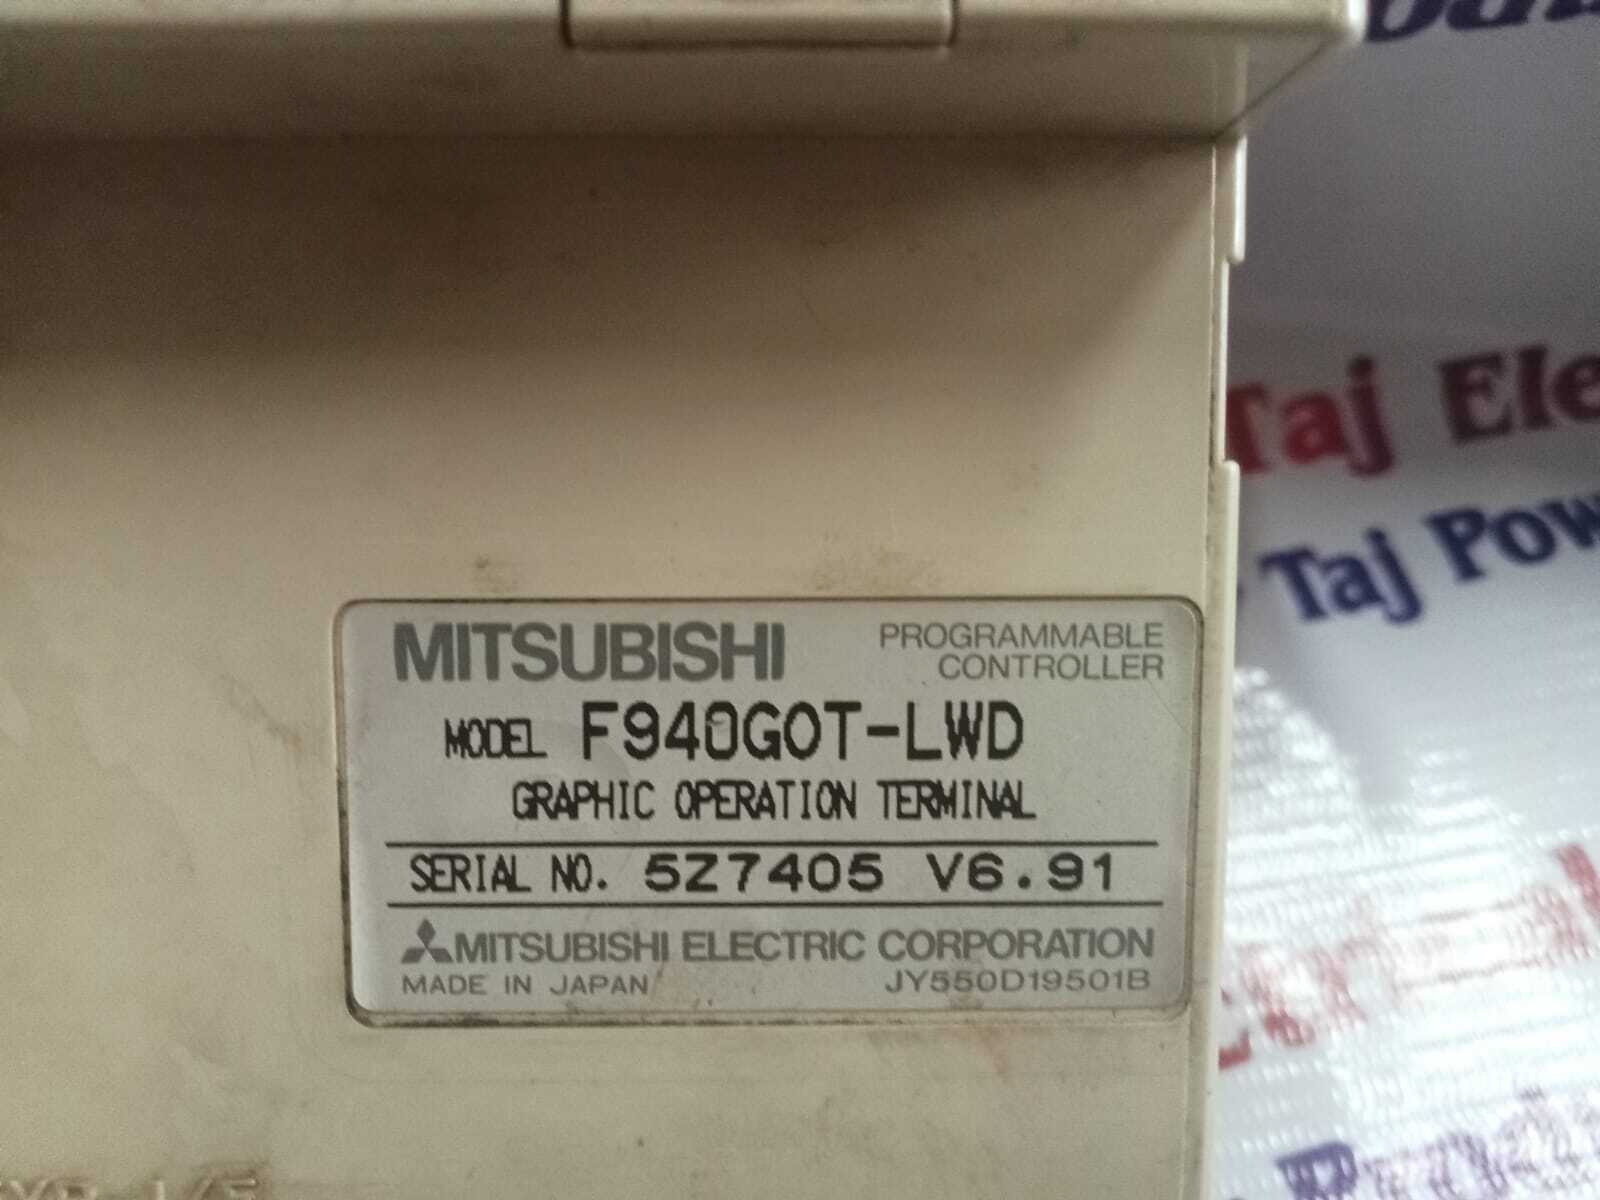 MITSUBISHI
PROGRAMMABLE
CONTROLLER
MODEL F940GOT-LWD
GRAPHIC OPERATION TERMINAL
SERIAL NO. 5Z7405 V6.91
MITSUBISHI ELECTRIC CORPORATION
MADE IN JAPAN JY550D19501B
Taj Ele
Taj Pow